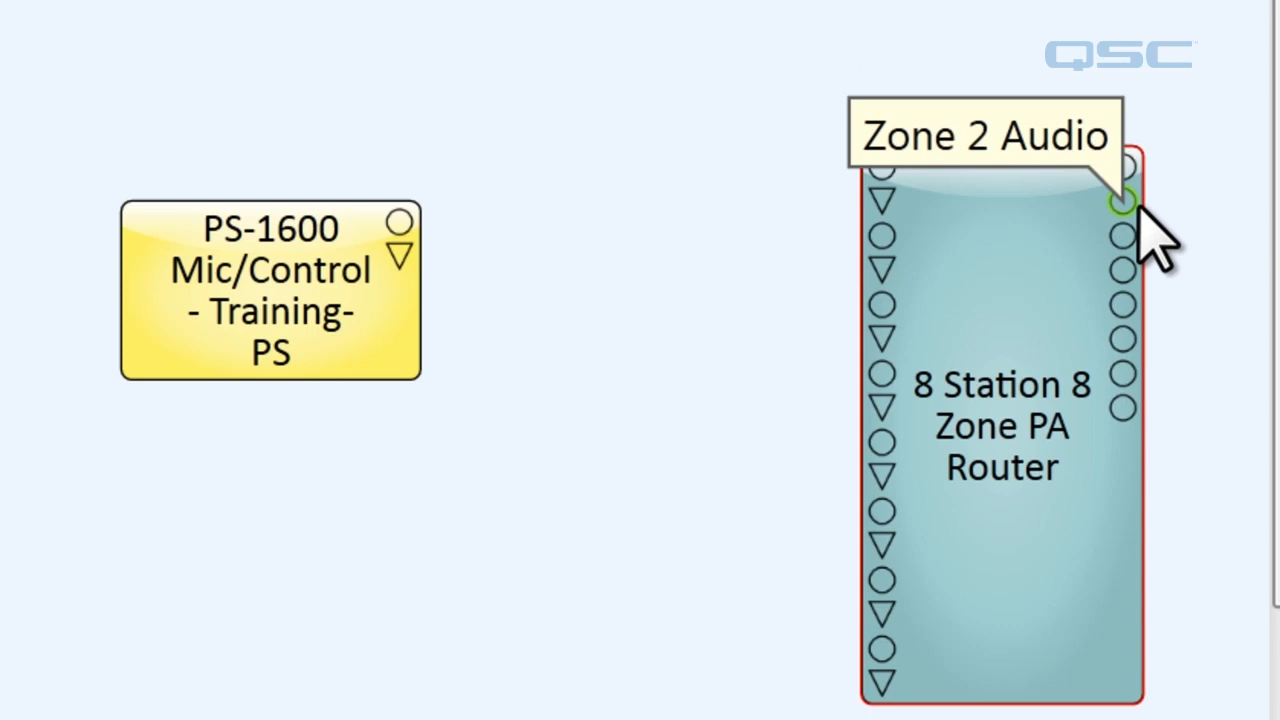 QSC
Zone 2 Audio
PS-1600
Mic/Control
- Training-
PS
8 Station 8
Zone PA
Router